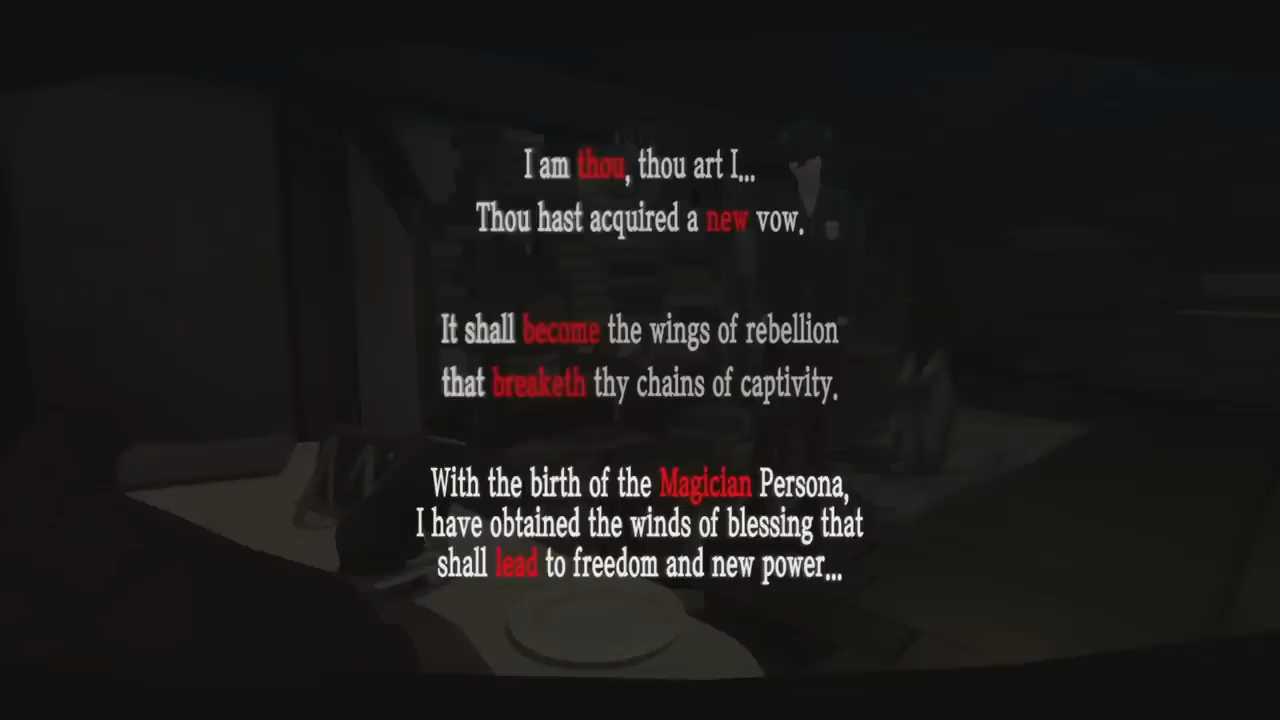 I am thou, thou art I...
Thou hast acquired a new vow.
It shall become the wings of rebellion
that breaketh thy chains of captivity.
With the birth of the Magician Persona,
I have obtained the winds of blessing that
shall lead to freedom and new power...